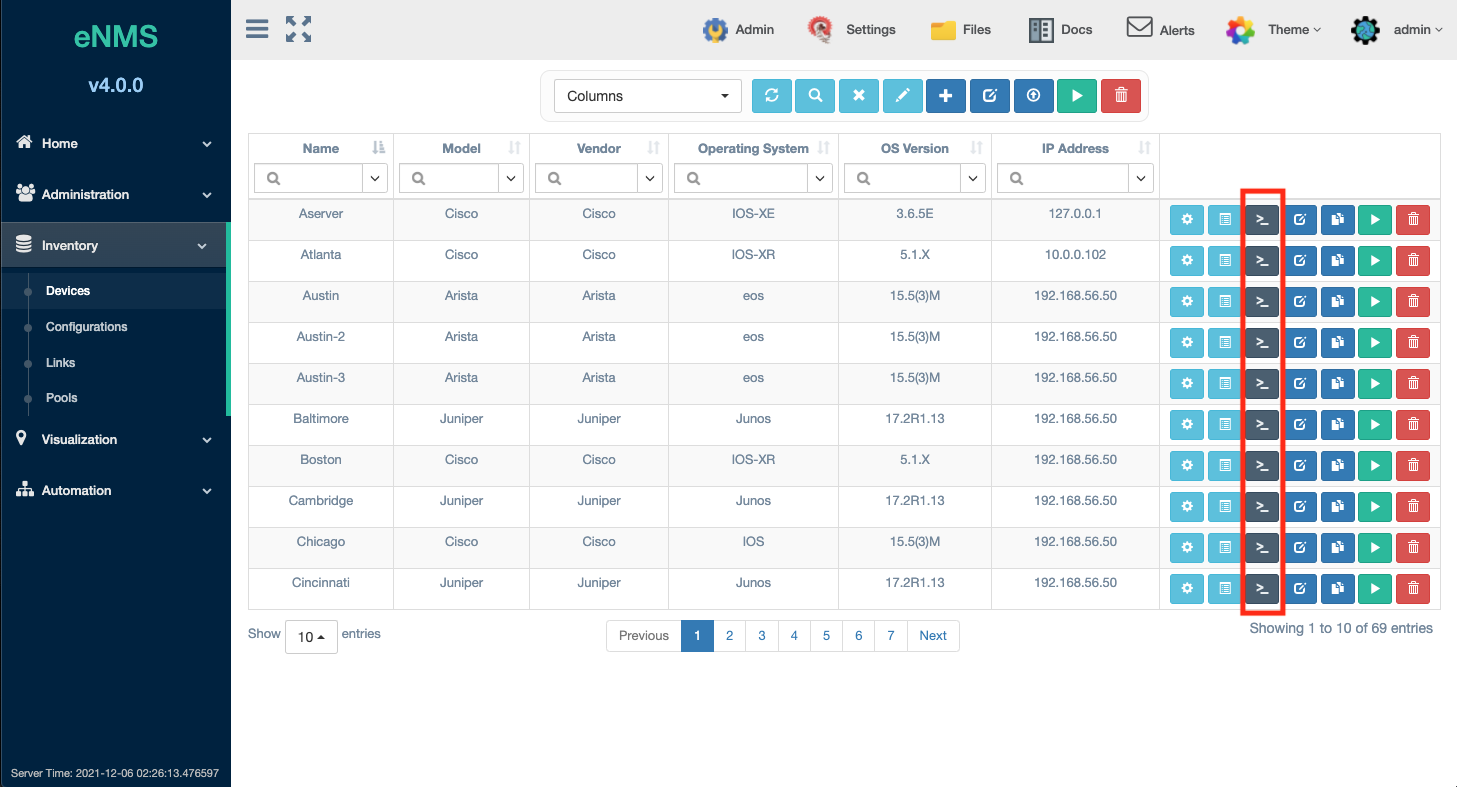 eNMS
v4.0.0
Home
Administration
Inventory
Devices
Configurations
Links
Pools
Visualization
Automation
Server Time: 2021-12-06 02:26:13.476597
Admin Settings Files Docs Alerts Theme admin
Columns
Name Model Vendor Operating System OS Version IP Address
Aserver Cisco Cisco IOS-XE 3.6.5E 127.0.0.1
Atlanta Cisco Cisco IOS-XR 5.1.X 10.0.0.102
Austin Arista Arista eos 15.5(3)M 192.168.56.50
Austin-2 Arista Arista eos 15.5(3)M 192.168.56.50
Austin-3 Arista Arista eos 15.5(3)M 192.168.56.50
Baltimore Juniper Juniper Junos 17.2R1.13 192.168.56.50
Boston Cisco Cisco IOS-XR 5.1.X 192.168.56.50
Cambridge Juniper Juniper Junos 17.2R1.13 192.168.56.50
Chicago Cisco Cisco IOS 15.5(3)M 192.168.56.50
Cincinnati Juniper Juniper Junos 17.2R1.13 192.168.56.50
Show 10 entries
Previous 1 2 3 4 5 6 7 Next
Showing 1 to 10 of 69 entries